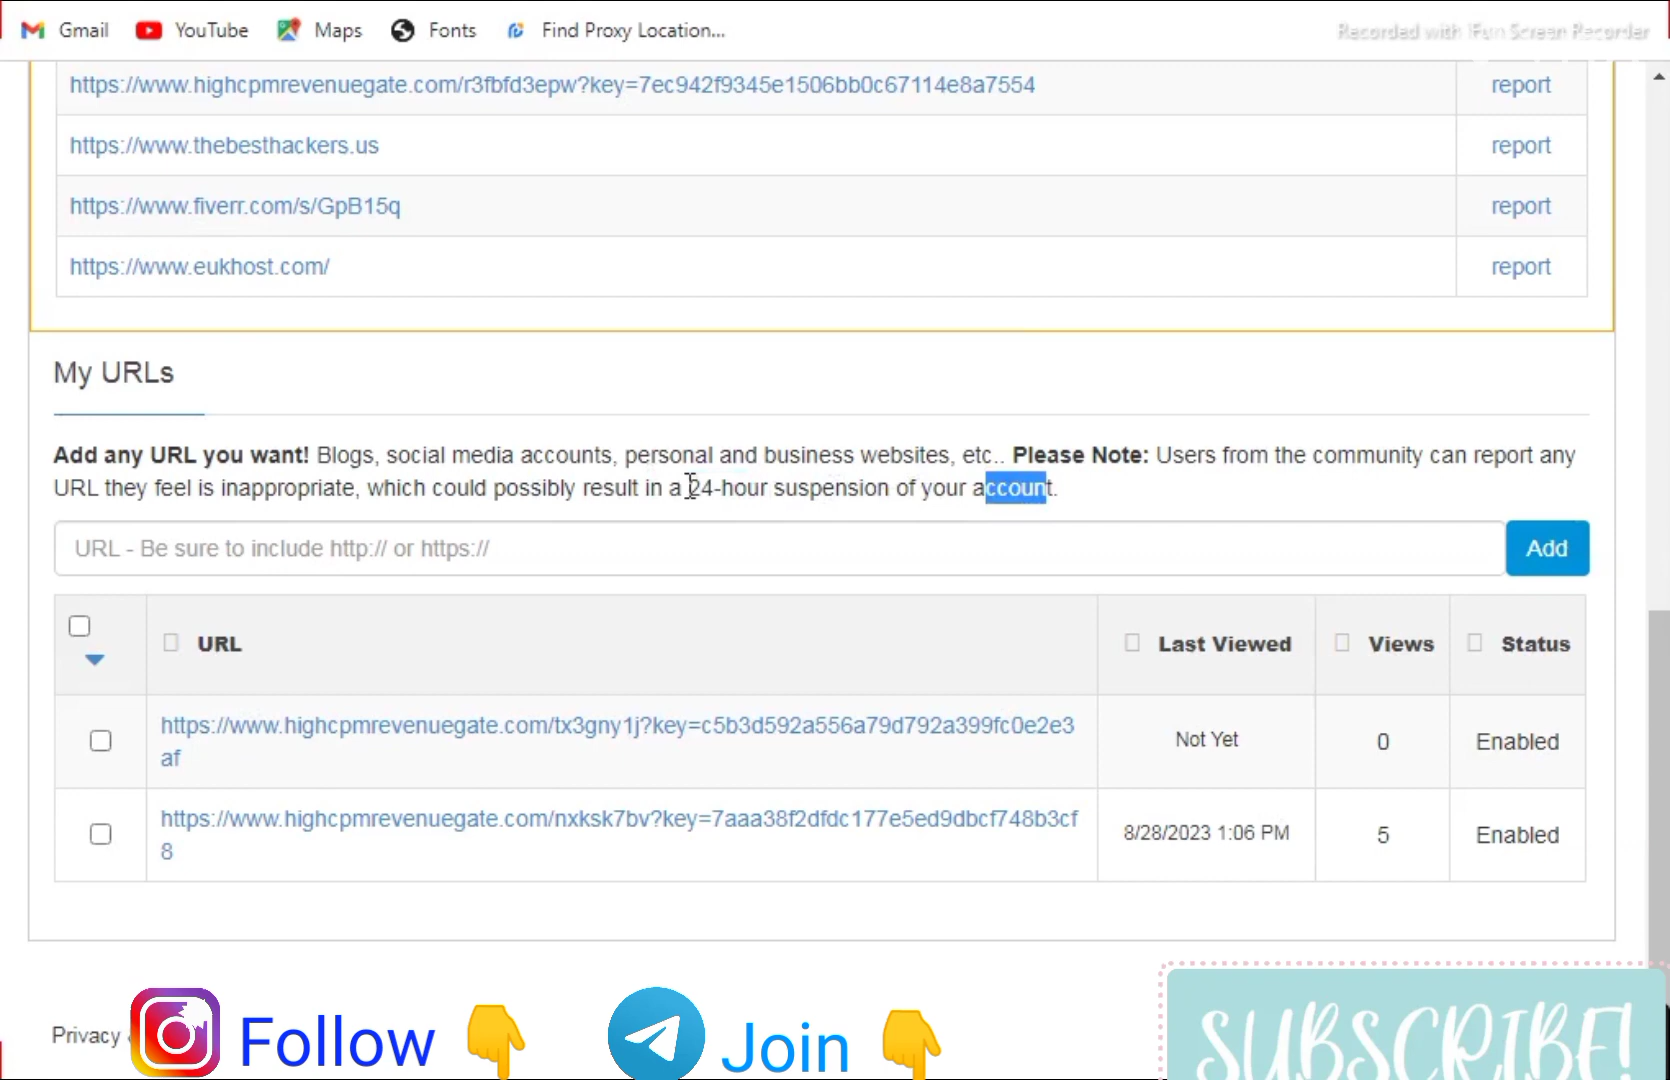 Gmail YouTube Maps Fonts Find Proxy Location...
Recorded with iFun Screen Recorder
https://www.highcpmrevenuegate.com/r3fbfd3epw?key=7ec942f9345e1506bb0c67114e8a7554 report
https://www.thebesthackers.us report
https://www.fiverr.com/s/GpB15q report
https://www.eukhost.com/ report
My URLs
Add any URL you want! Blogs, social media accounts, personal and business websites, etc.. Please Note: Users from the community can report any
URL they feel is inappropriate, which could possibly result in a 24-hour suspension of your account.
URL - Be sure to include http:// or https:// Add
URL Last Viewed Views Status
https://www.highcpmrevenuegate.com/tx3gny1j?key=c5b3d592a556a79d792a399fc0e2e3
af Not Yet 0 Enabled
https://www.highcpmrevenuegate.com/nxksk7bv?key=7aaa38f2dfdc177e5ed9dbcf748b3cf
8 8/28/2023 1:06 PM 5 Enabled
Privacy
Follow Join SUBSCRIBE!